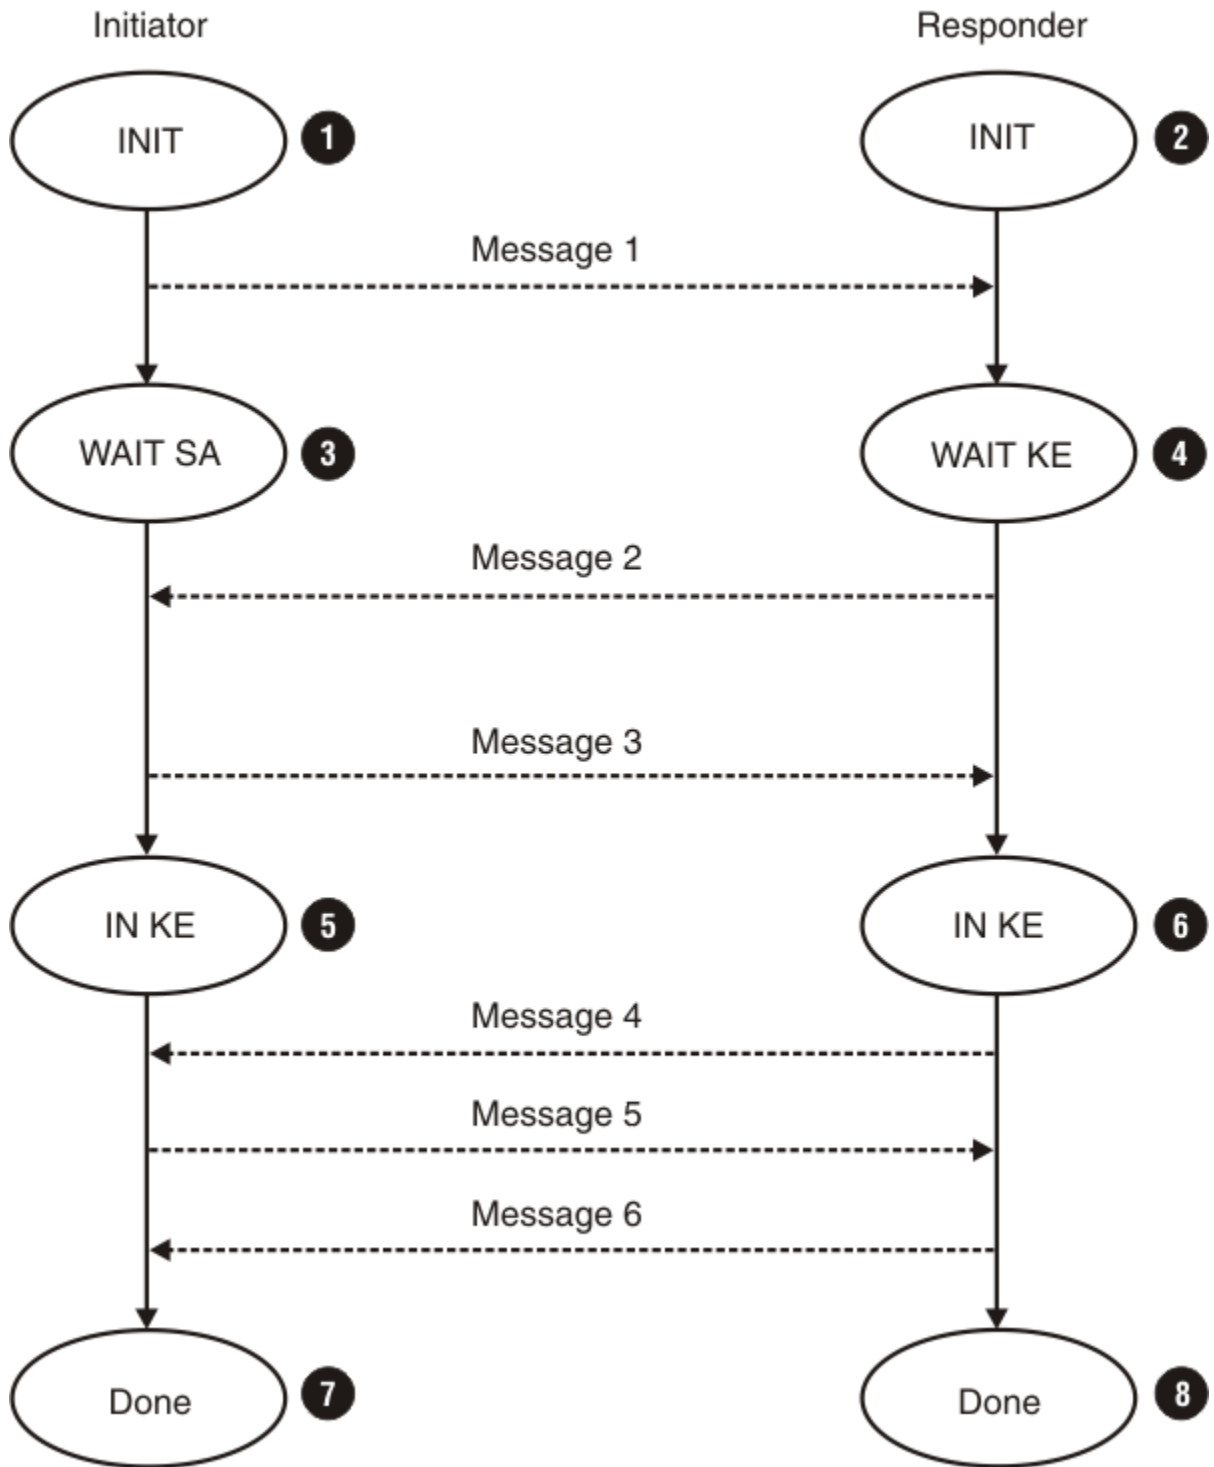 Initiator
Responder
INIT
1
INIT
2
Message 1
WAIT SA
3
WAIT KE
4
Message 2
Message 3
IN KE
5
IN KE
6
Message 4
Message 5
Message 6
Done
7
Done
8